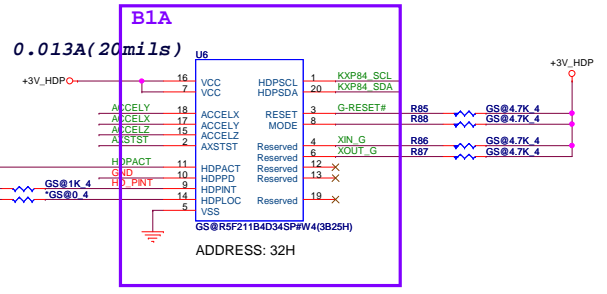 B1A
0.013A(20mils)
U6
+3V_HDP
+3V_HDP
16 VCC HDPSCL 1 KXP84_SCL
7 VCC HDPSDA 20 KXP84_SDA
ACCELY 18 ACCELX RESET 3 G-RESET# R85 GS@4.7K_4
ACCELX 17 ACCELY MODE 8 R88 GS@4.7K_4
ACCELZ 15 ACCELZ
AXSTST 2 AXSTST Reserved 4 XIN_G R86 GS@4.7K_4
Reserved 6 XOUT_G R87 GS@4.7K_4
HDPACT 11 HDPACT Reserved 12
GND 10 HDPPD Reserved 13
GS@1K_4 HD_PINT 9 HDPINT
*GS@0_4 14 HDPLOC Reserved 19
5 VSS
GS@R5F211B4D34SP#W4(3B25H)
ADDRESS: 32H